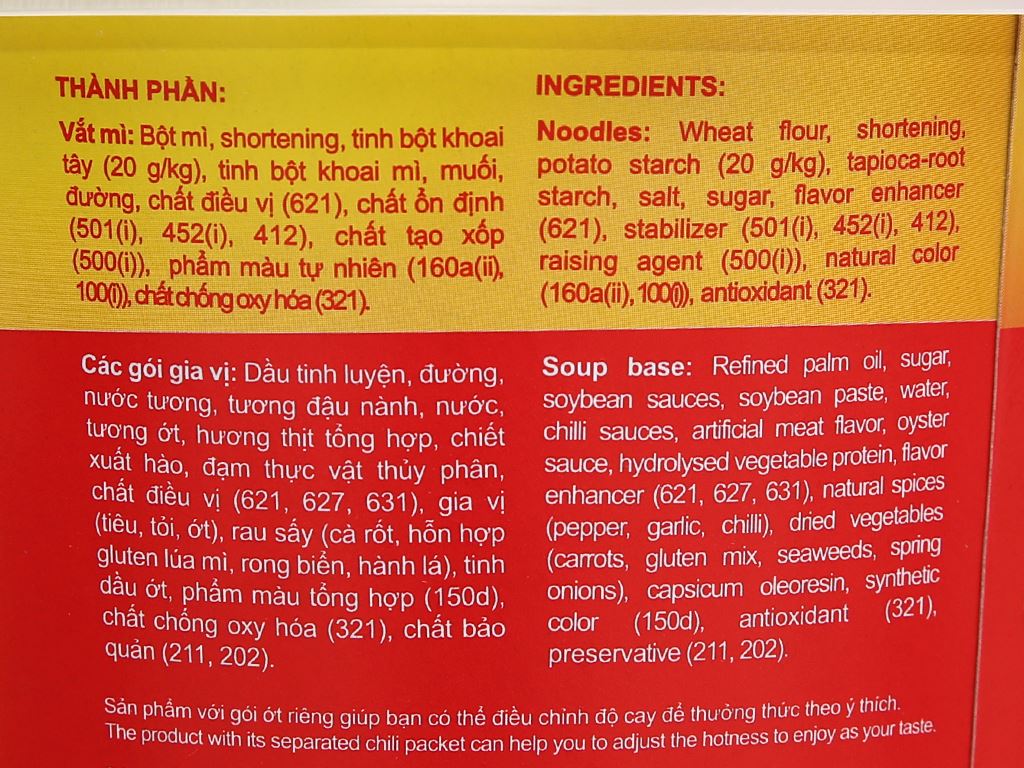 THÀNH PHẦN:
Vắt mì: Bột mì, shortening, tinh bột khoai
tây (20 g/kg), tinh bột khoai mì, muối,
đường, chất điều vị (621), chất ổn định
(501(i), 452(i), 412), chất tạo xốp
(500(i)), phẩm màu tự nhiên (160a(ii),
100(i)), chất chống oxy hóa (321).
Các gói gia vị: Dầu tinh luyện, đường,
nước tương, tương đậu nành, nước,
tương ớt, hương thịt tổng hợp, chiết
xuất hào, đạm thực vật thủy phân,
chất điều vị (621, 627, 631), gia vị
(tiêu, tỏi, ớt), rau sấy (cà rốt, hỗn hợp
gluten lúa mì, rong biển, hành lá), tinh
dầu ớt, phẩm màu tổng hợp (150d),
chất chống oxy hóa (321), chất bảo
quản (211, 202).
INGREDIENTS:
Noodles: Wheat flour, shortening,
potato starch (20 g/kg), tapioca-root
starch, salt, sugar, flavor enhancer
(621), stabilizer (501(i), 452(i), 412),
raising agent (500(i)), natural color
(160a(ii), 100(i)), antioxidant (321).
Soup base: Refined palm oil, sugar,
soybean sauces, soybean paste, water,
chilli sauces, artificial meat flavor, oyster
sauce, hydrolysed vegetable protein, flavor
enhancer (621, 627, 631), natural spices
(pepper, garlic, chilli), dried vegetables
(carrots, gluten mix, seaweeds, spring
onions), capsicum oleoresin, synthetic
color (150d), antioxidant (321),
preservative (211, 202).
Sản phẩm với gói ớt riêng giúp bạn có thể điều chỉnh độ cay để thưởng thức theo ý thích.
The product with its separated chili packet can help you to adjust the hotness to enjoy as your taste.